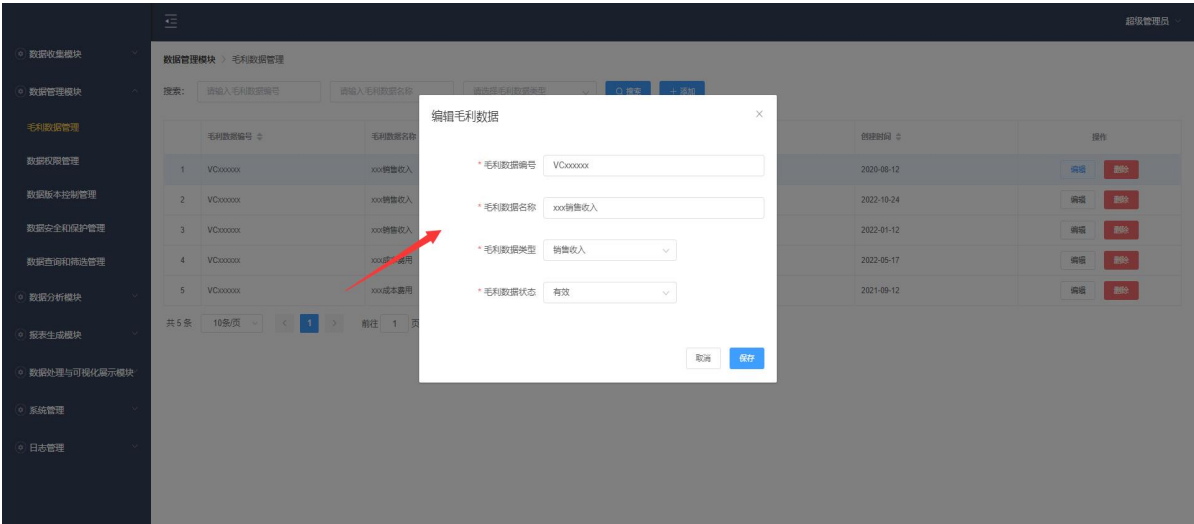 超级管理员
数据收集模块
数据管理模块
毛利数据管理
数据权限管理
数据版本控制管理
数据安全和保护管理
数据查询和筛选管理
数据分析模块
报表生成模块
数据处理与可视化展示模块
系统管理
日志管理
数据管理模块 > 毛利数据管理
搜索: 请输入毛利数据编号 请输入毛利数据名称 请选择毛利数据类型 搜索 + 添加
毛利数据编号 毛利数据名称 创建时间 操作
1 VCxxxxxx xxx销售收入 2020-08-12 编辑 删除
2 VCxxxxxx xxx销售收入 2022-10-24 编辑 删除
3 VCxxxxxx xxx销售收入 2022-01-12 编辑 删除
4 VCxxxxxx xxx成本费用 2022-05-17 编辑 删除
5 VCxxxxxx xxx成本费用 2021-09-12 编辑 删除
共 5 条 10条/页 < 1 > 前往 1 页
编辑毛利数据
* 毛利数据编号 VCxxxxxx
* 毛利数据名称 xxx销售收入
* 毛利数据类型 销售收入
* 毛利数据状态 有效
取消 保存